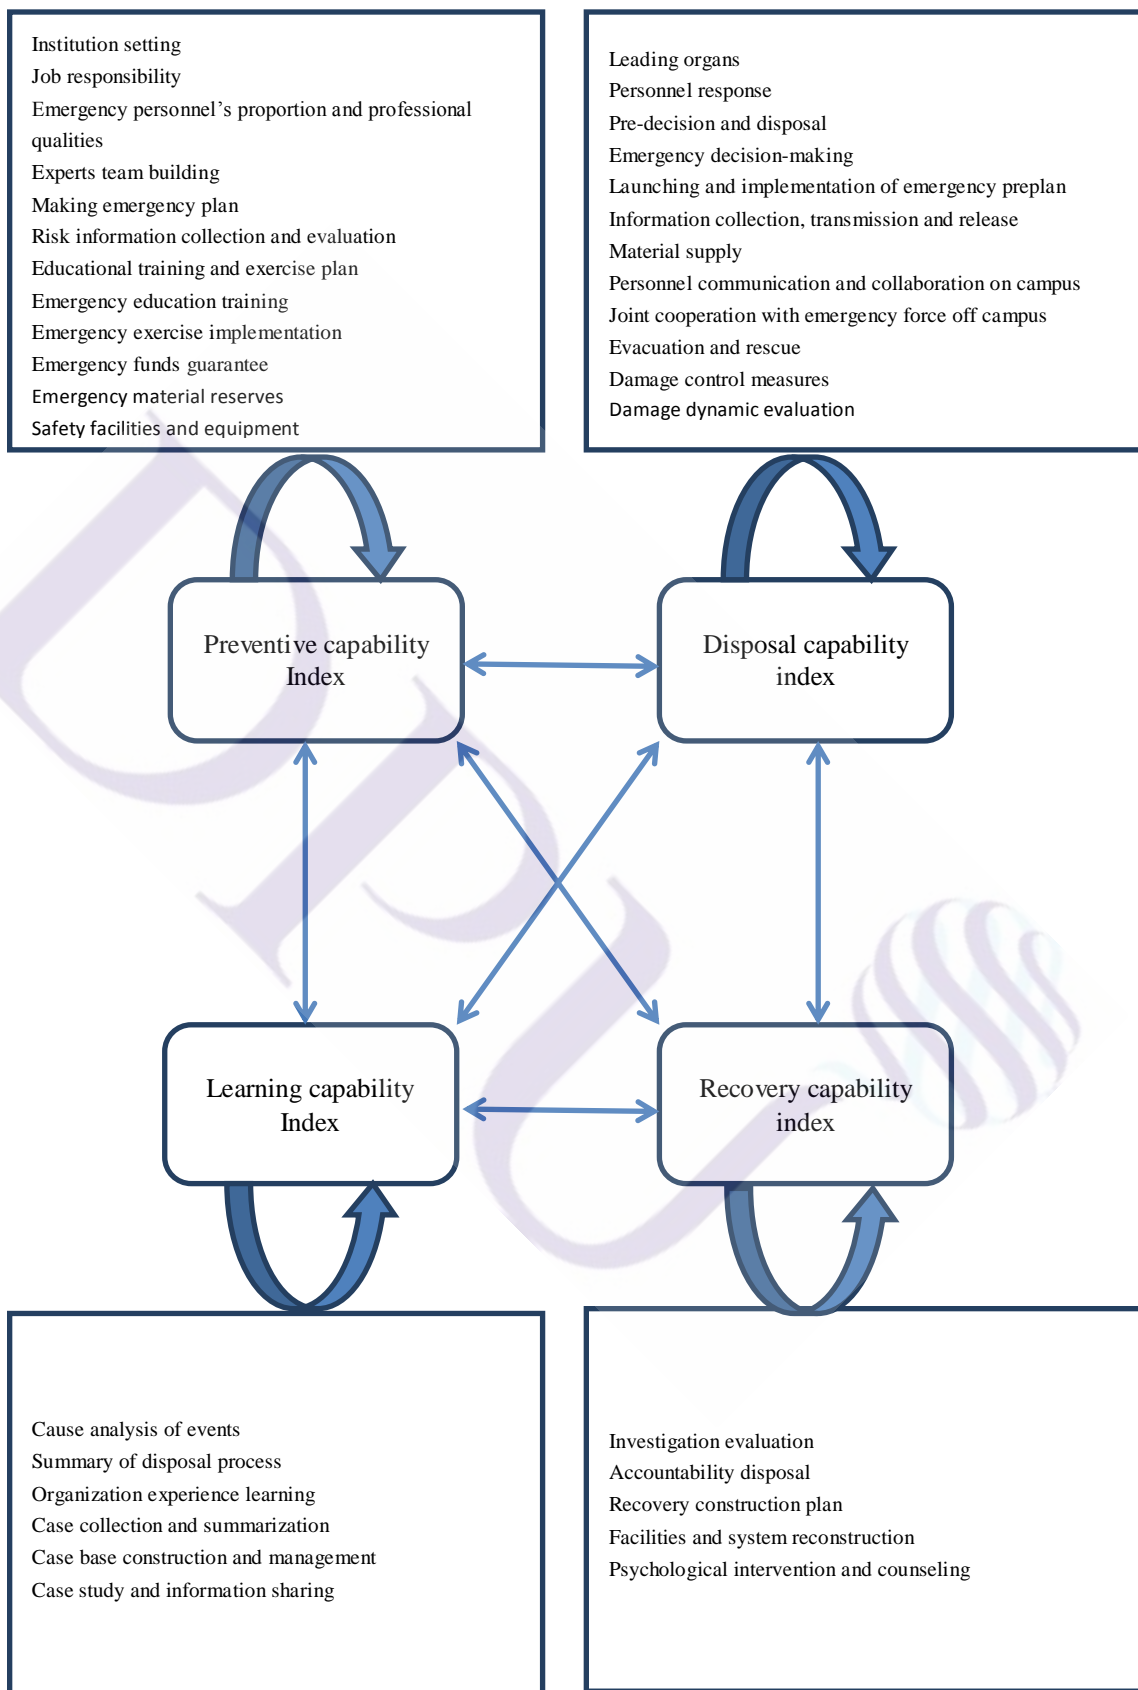 Institution setting
Job responsibility
Emergency personnel’s proportion and professional
qualities
Experts team building
Making emergency plan
Risk information collection and evaluation
Educational training and exercise plan
Emergency education training
Emergency exercise implementation
Emergency funds guarantee
Emergency material reserves
Safety facilities and equipment
Leading organs
Personnel response
Pre-decision and disposal
Emergency decision-making
Launching and implementation of emergency preplan
Information collection, transmission and release
Material supply
Personnel communication and collaboration on campus
Joint cooperation with emergency force off campus
Evacuation and rescue
Damage control measures
Damage dynamic evaluation
Preventive capability
Index
Disposal capability
index
DPU
Learning capability
Index
Recovery capability
index
Cause analysis of events
Summary of disposal process
Organization experience learning
Case collection and summarization
Case base construction and management
Case study and information sharing
Investigation evaluation
Accountability disposal
Recovery construction plan
Facilities and system reconstruction
Psychological intervention and counseling